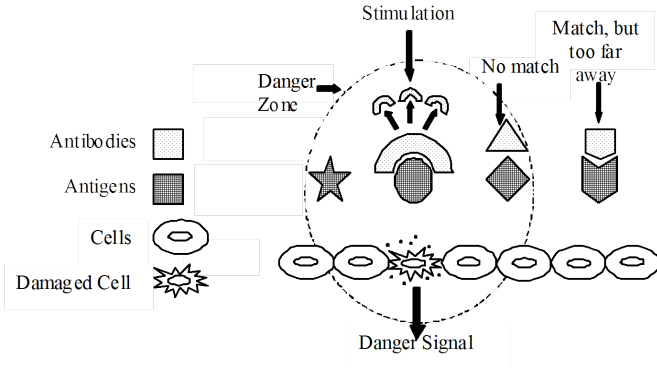 Stimulation
Match, but
too far
away
No match
Danger
Zone
Antibodies
Antigens
Cells
Damaged Cell
Danger Signal